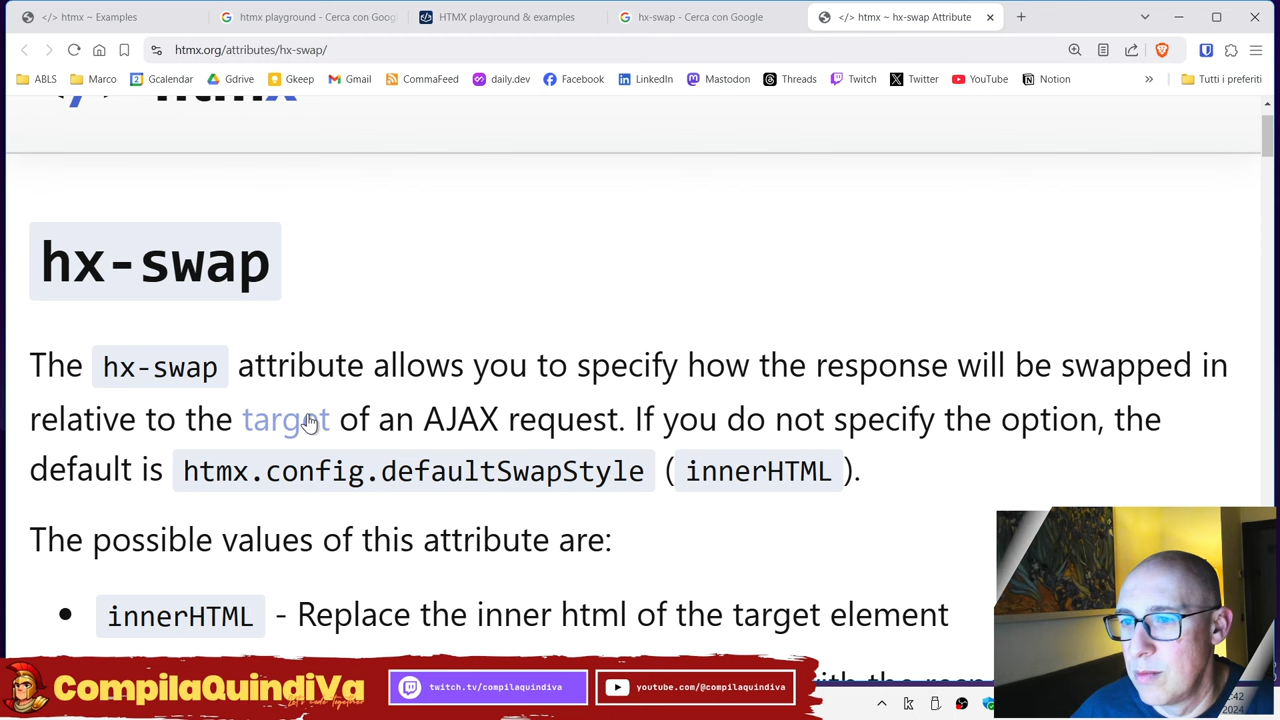 </> htmx ~ Examples
htmx playground - Cerca con Goog
HTMX playground & examples
hx-swap - Cerca con Google
</> htmx ~ hx-swap Attribute
htmx.org/attributes/hx-swap/
ABLS
Marco
Gcalendar
Gdrive
Gkeep
Gmail
CommaFeed
daily.dev
Facebook
LinkedIn
Mastodon
Threads
Twitch
Twitter
YouTube
Notion
Tutti i preferiti
</> htmx
hx-swap
The hx-swap attribute allows you to specify how the response will be swapped in
relative to the target of an AJAX request. If you do not specify the option, the
default is htmx.config.defaultSwapStyle (innerHTML).
The possible values of this attribute are:
• innerHTML - Replace the inner html of the target element
CompilaQuindiVa
Let's code Together
twitch.tv/compilaquindiva
youtube.com/@compilaquindiva